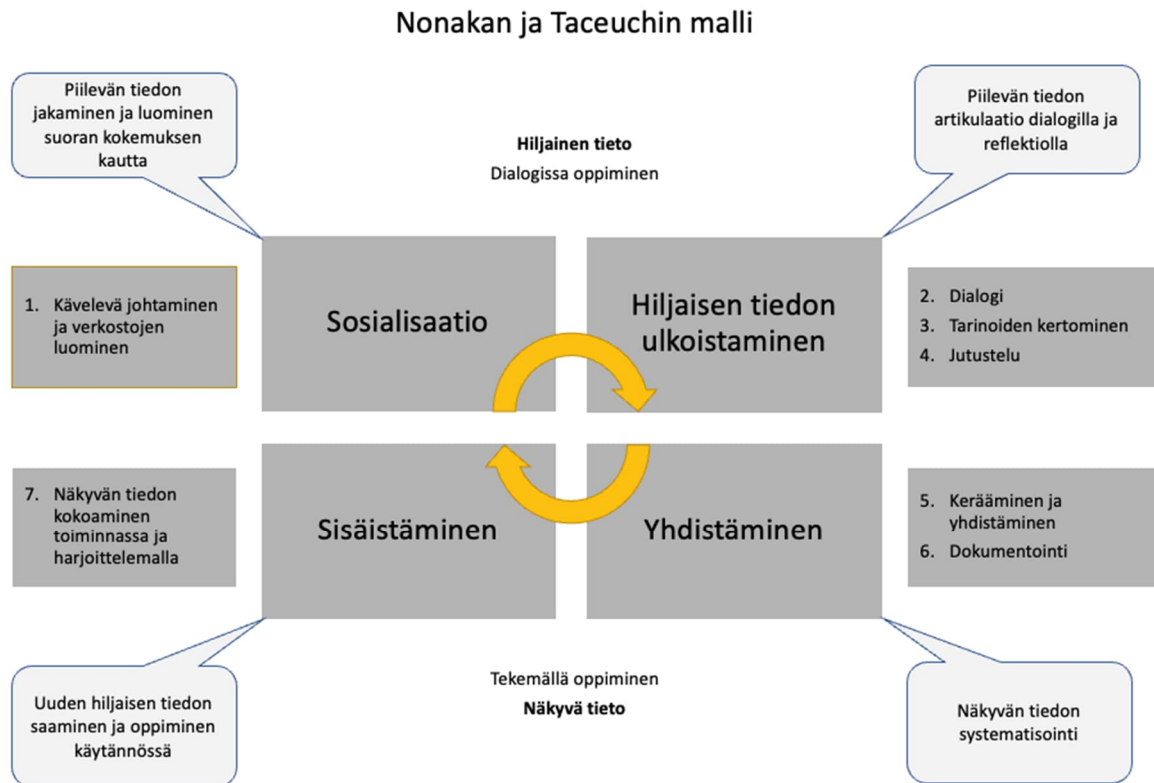 Nonakan ja Taceuchin malli
Piilevän tiedon
jakaminen ja luominen
suoran kokemuksen
kautta
Hiljainen tieto
Dialogissa oppiminen
Piilevän tiedon
artikulaatio dialogilla ja
reflektiolla
1. Kävelevä johtaminen
ja verkostojen
luominen
Sosialisaatio
Hiljaisen tiedon
ulkoistaminen
2. Dialogi
3. Tarinoiden kertominen
4. Jutustelu
7. Näkyvän tiedon
kokoaminen
toiminnassa ja
harjoittelemalla
Sisäistäminen
Yhdistäminen
5. Kerääminen ja
yhdistäminen
6. Dokumentointi
Uuden hiljaisen tiedon
saaminen ja oppiminen
käytännössä
Tekemällä oppiminen
Näkyvä tieto
Näkyvän tiedon
systematisointi